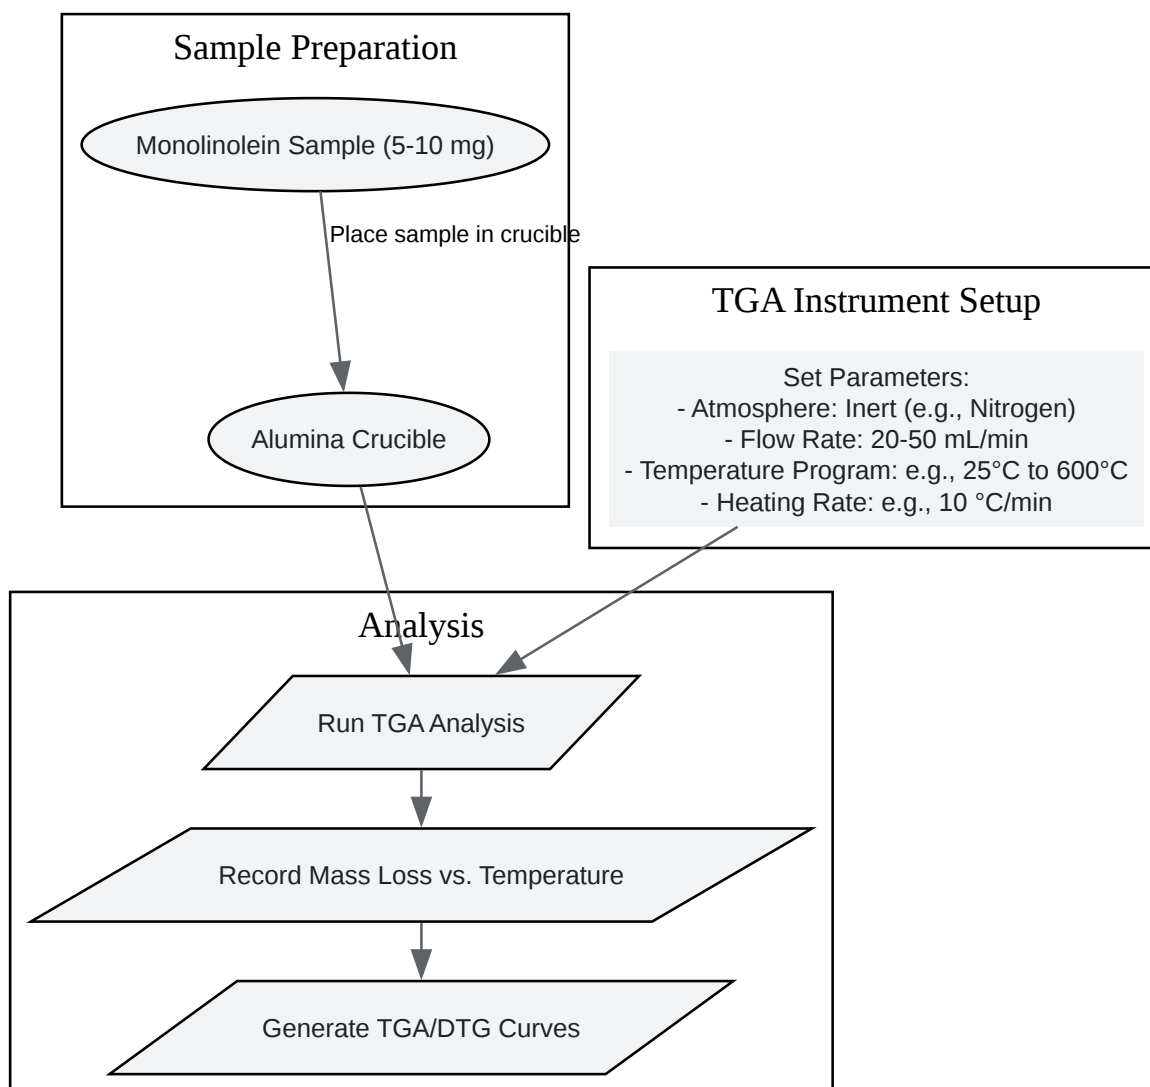 Sample Preparation
Monolinolein Sample (5-10 mg)
Place sample in crucible
Alumina Crucible
TGA Instrument Setup
Set Parameters:
- Atmosphere: Inert (e.g., Nitrogen)
- Flow Rate: 20-50 mL/min
- Temperature Program: e.g., 25°C to 600°C
- Heating Rate: e.g., 10 °C/min
Analysis
Run TGA Analysis
Record Mass Loss vs. Temperature
Generate TGA/DTG Curves